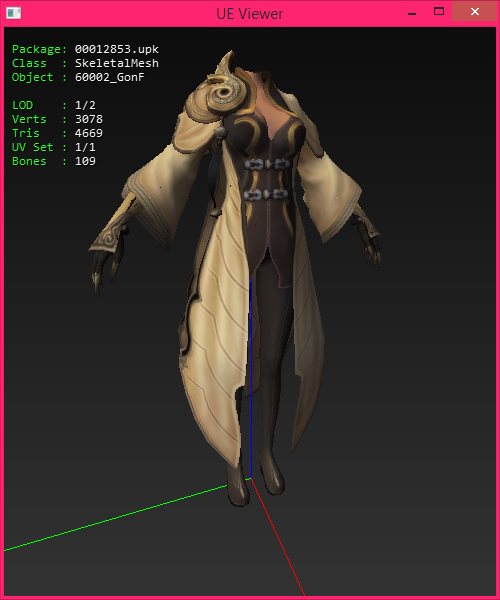 UE Viewer
Package: 00012853.upk
Class  : SkeletalMesh
Object : 60002_GonF
LOD    : 1/2
Verts  : 3078
Tris   : 4669
UV Set : 1/1
Bones  : 109